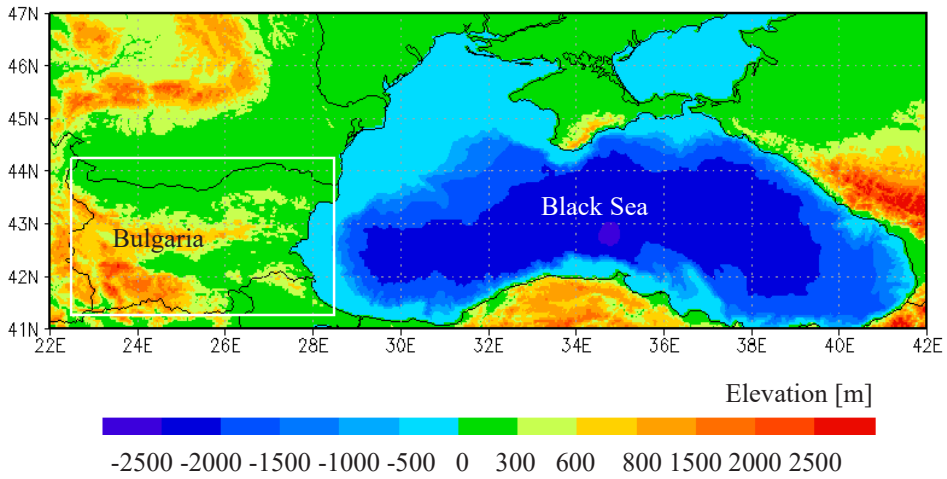 47N
46N
45N
44N
43N
42N
41N
Black Sea
Bulgaria
22E 24E 26E 28E 30E 32E 34E 36E 38E 40E 42E
Elevation [m]
-2500 -2000 -1500 -1000 -500 0 300 600 800 1500 2000 2500